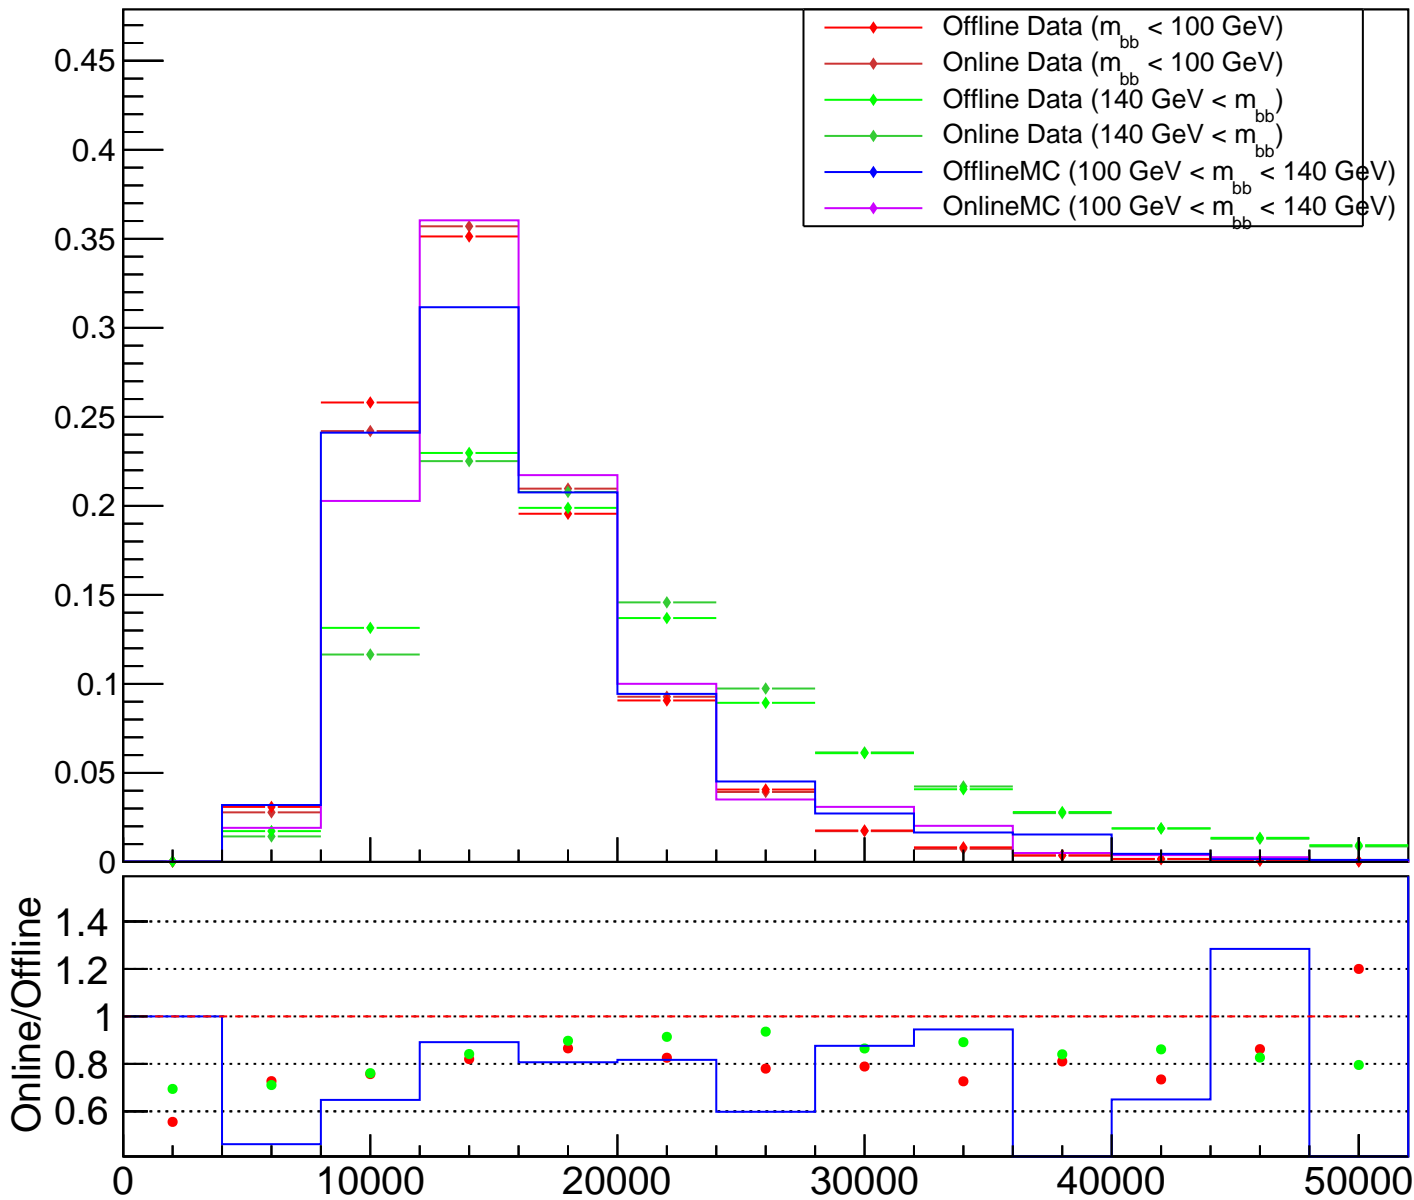 Offline Data (m_bb < 100 GeV)
Online Data (m_bb < 100 GeV)
Offline Data (140 GeV < m_bb)
Online Data (140 GeV < m_bb)
OfflineMC (100 GeV < m_bb < 140 GeV)
OnlineMC (100 GeV < m_bb < 140 GeV)
0.45
0.4
0.35
0.3
0.25
0.2
0.15
0.1
0.05
0
Online/Offline
1.4
1.2
1
0.8
0.6
0 10000 20000 30000 40000 50000